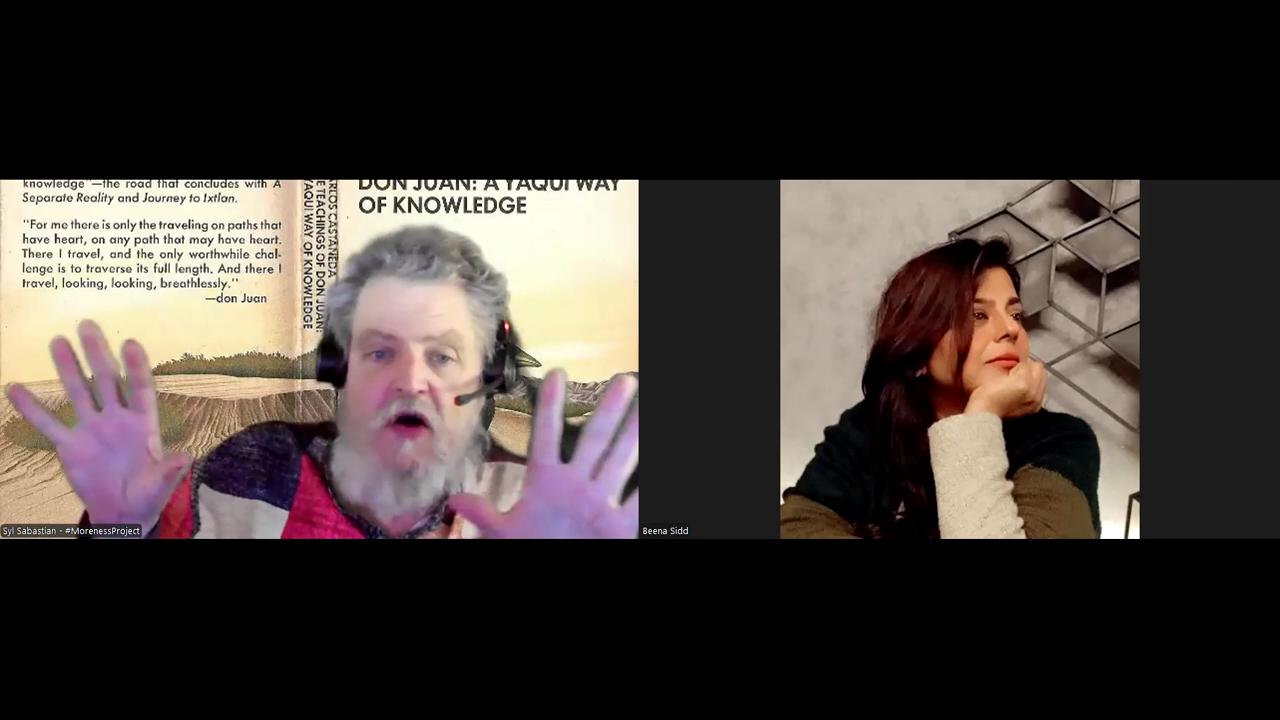 knowledge"—the road that concludes with A
Separate Reality and Journey to Ixtlan.
"For me there is only the traveling on paths that
have heart, on any path that may have heart.
There I travel, and the only worthwhile chal-
lenge is to traverse its full length. And there I
travel, looking, looking, breathlessly."
—don Juan
CARLOS CASTANEDA
THE TEACHINGS OF DON JUAN:
A YAQUI WAY OF KNOWLEDGE
DON JUAN: A YAQUI WAY
OF KNOWLEDGE
Syl Sabastian - #MorenessProject
Beena Sidd